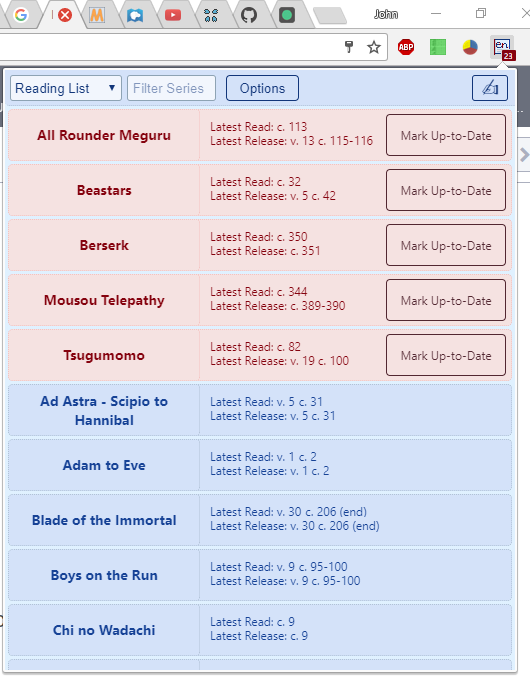 John
ABP
en
23
Reading List
Filter Series
Options
All Rounder Meguru
Latest Read: c. 113
Latest Release: v. 13 c. 115-116
Mark Up-to-Date
Beastars
Latest Read: c. 32
Latest Release: v. 5 c. 42
Mark Up-to-Date
Berserk
Latest Read: c. 350
Latest Release: c. 351
Mark Up-to-Date
Mousou Telepathy
Latest Read: c. 344
Latest Release: c. 389-390
Mark Up-to-Date
Tsugumomo
Latest Read: c. 82
Latest Release: v. 19 c. 100
Mark Up-to-Date
Ad Astra - Scipio to
Hannibal
Latest Read: v. 5 c. 31
Latest Release: v. 5 c. 31
Adam to Eve
Latest Read: v. 1 c. 2
Latest Release: v. 1 c. 2
Blade of the Immortal
Latest Read: v. 30 c. 206 (end)
Latest Release: v. 30 c. 206 (end)
Boys on the Run
Latest Read: v. 9 c. 95-100
Latest Release: v. 9 c. 95-100
Chi no Wadachi
Latest Read: c. 9
Latest Release: c. 9